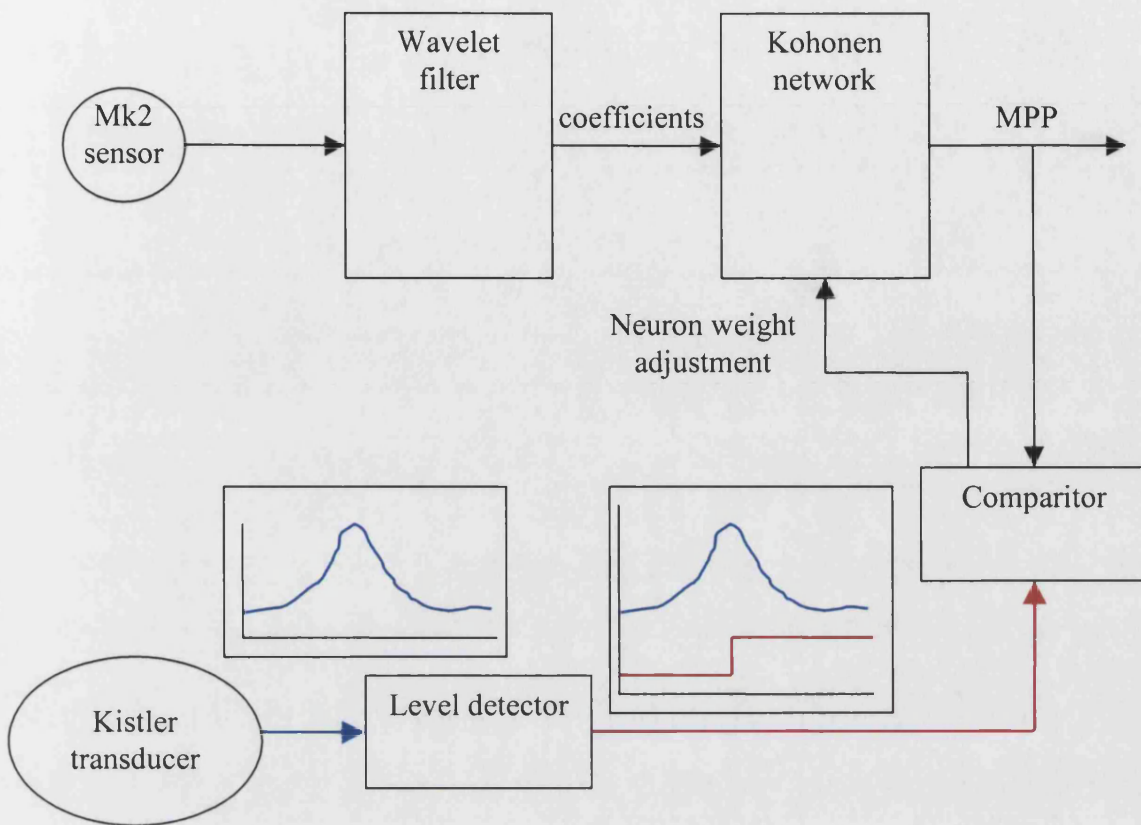 Wavelet
filter
Kohonen
network
Mk2
sensor
coefficients
MPP
Neuron weight
adjustment
Comparitor
Level detector
Kistler
transducer